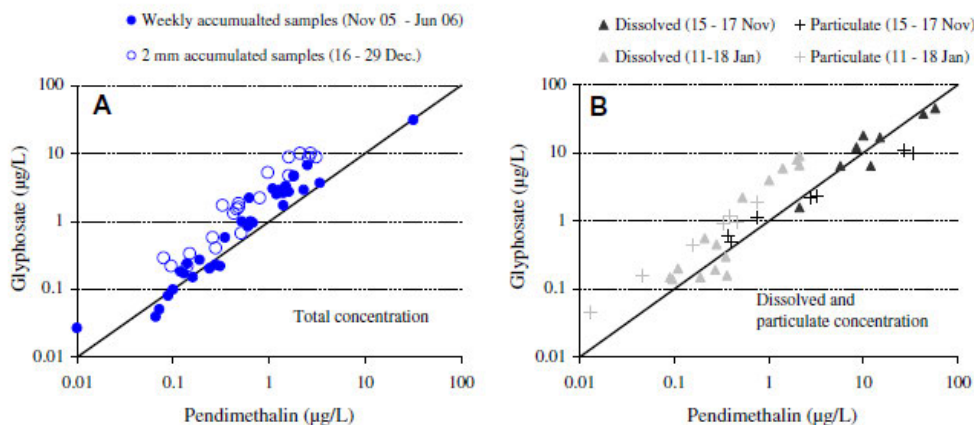 Weekly accumualted samples (Nov 05 - Jun 06)
2 mm accumulated samples (16 - 29 Dec.)
A
100
10
1
0.1
0.01
Glyphosate (µg/L)
Total concentration
0.01 0.1 1 10 100
Pendimethalin (µg/L)
Dissolved (15 - 17 Nov) Particulate (15 - 17 Nov)
Dissolved (11-18 Jan) Particulate (11 - 18 Jan)
B
100
10
1
0.1
0.01
Glyphosate (µg/L)
Dissolved and
particulate concentration
0.01 0.1 1 10 100
Pendimethalin (µg/L)